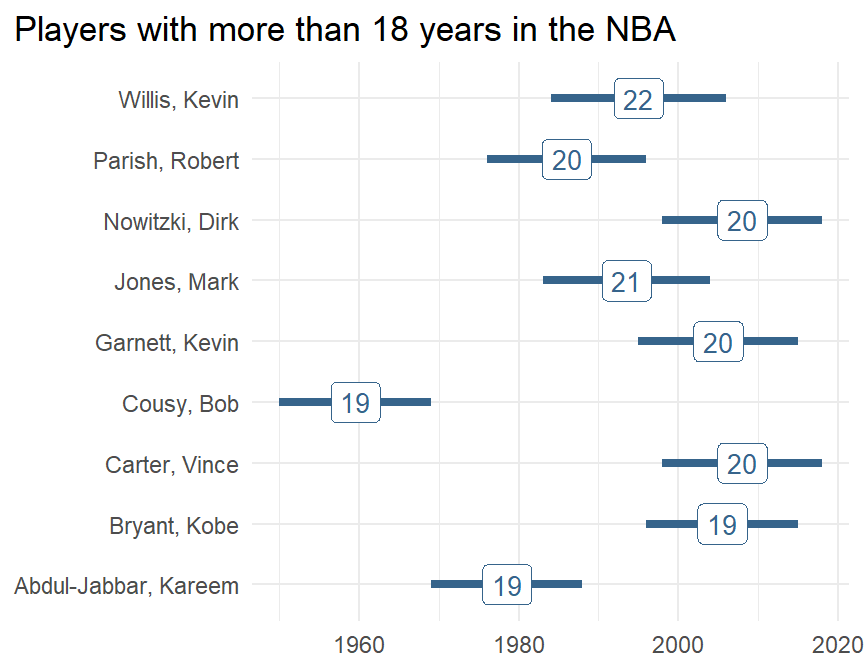 Players with more than 18 years in the NBA
Willis, Kevin 22
Parish, Robert 20
Nowitzki, Dirk 20
Jones, Mark 21
Garnett, Kevin 20
Cousy, Bob 19
Carter, Vince 20
Bryant, Kobe 19
Abdul-Jabbar, Kareem 19
1960 1980 2000 2020